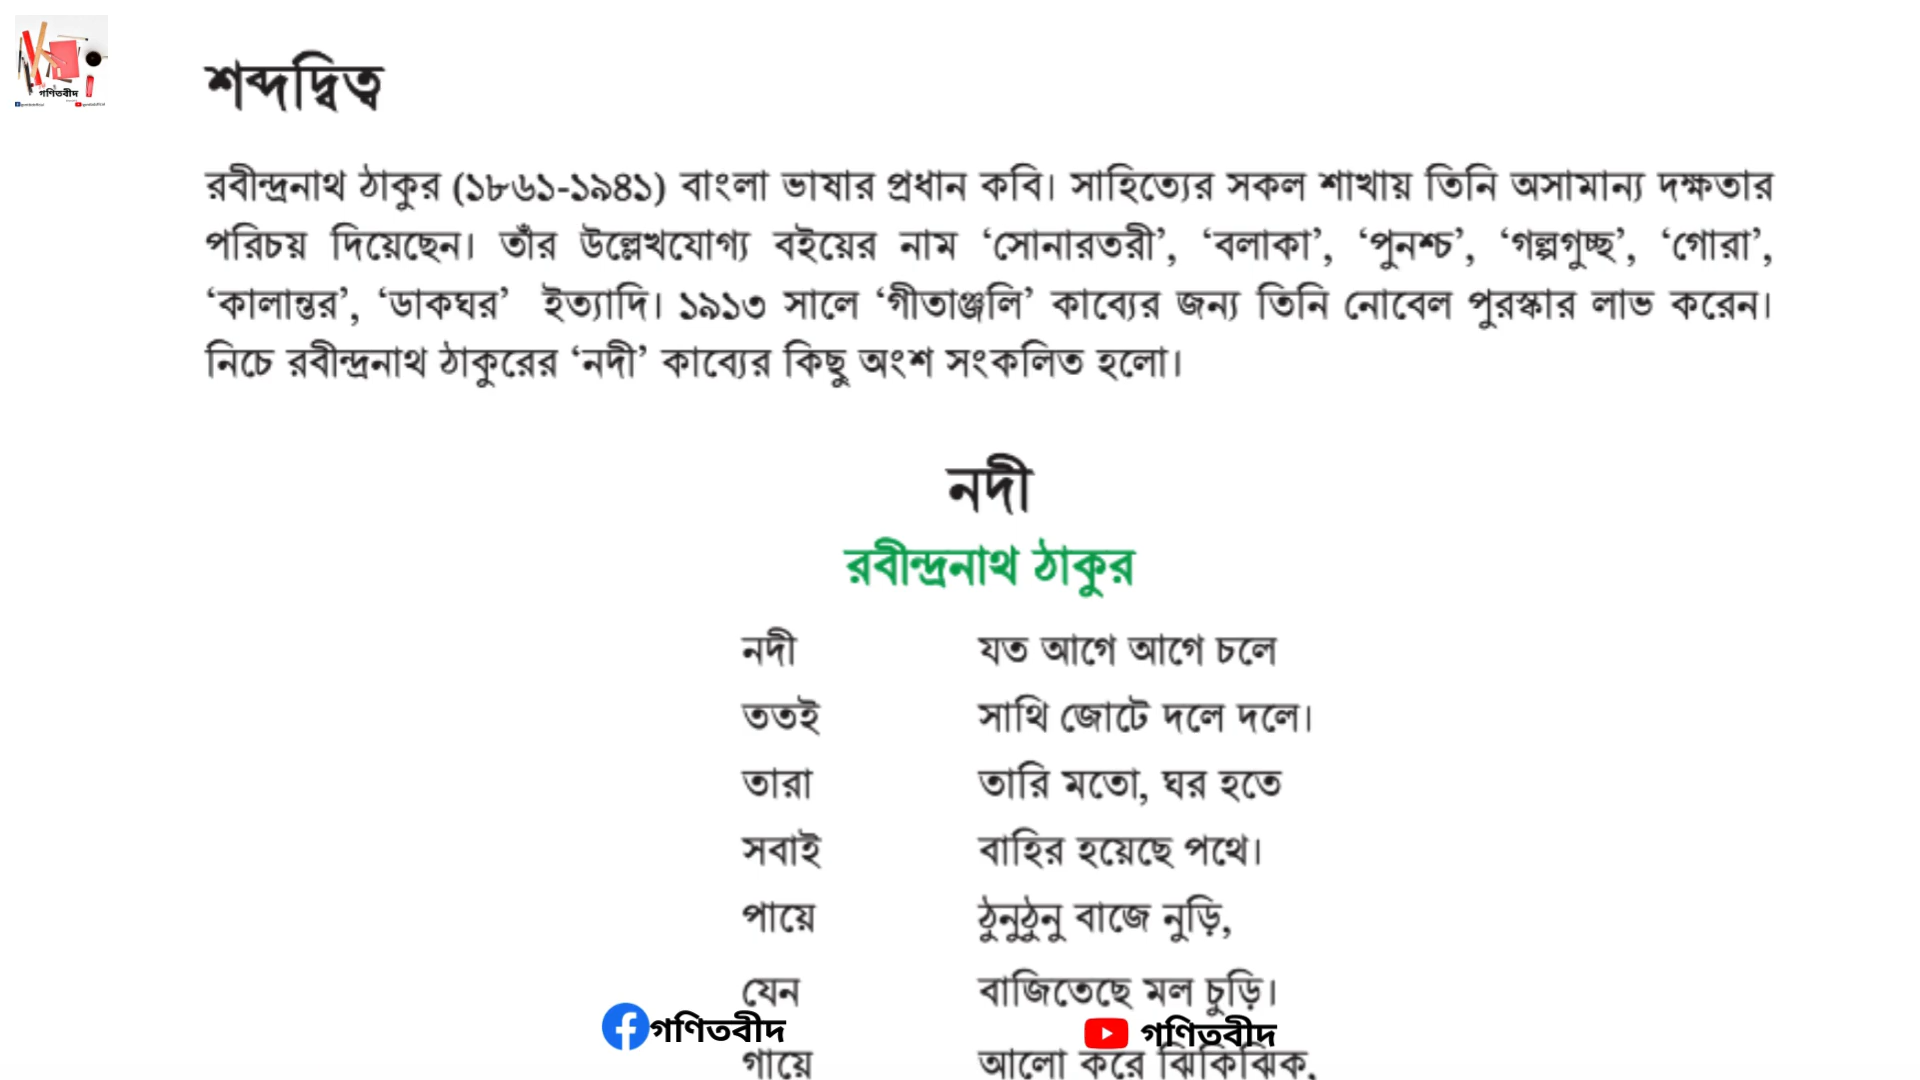 গণিতবীদ
শব্দদ্বিত্ব
রবীন্দ্রনাথ ঠাকুর (১৮৬১-১৯৪১) বাংলা ভাষার প্রধান কবি। সাহিত্যের সকল শাখায় তিনি অসামান্য দক্ষতার
পরিচয় দিয়েছেন। তাঁর উল্লেখযোগ্য বইয়ের নাম ‘সোনারতরী’, ‘বলাকা’, ‘পুনশ্চ’, ‘গল্পগুচ্ছ’, ‘গোরা’,
‘কালান্তর’, ‘ডাকঘর’ ইত্যাদি। ১৯১৩ সালে ‘গীতাঞ্জলি’ কাব্যের জন্য তিনি নোবেল পুরস্কার লাভ করেন।
নিচে রবীন্দ্রনাথ ঠাকুরের ‘নদী’ কাব্যের কিছু অংশ সংকলিত হলো।
নদী
রবীন্দ্রনাথ ঠাকুর
নদী যত আগে আগে চলে
ততই সাথি জোটে দলে দলে।
তারা তারি মতো, ঘর হতে
সবাই বাহির হয়েছে পথে।
পায়ে ঠুনুঠুনু বাজে নুড়ি,
যেন বাজিতেছে মল চুড়ি।
গণিতবীদ গণিতবীদ
গায়ে আলো করে ঝিকিঝিক,